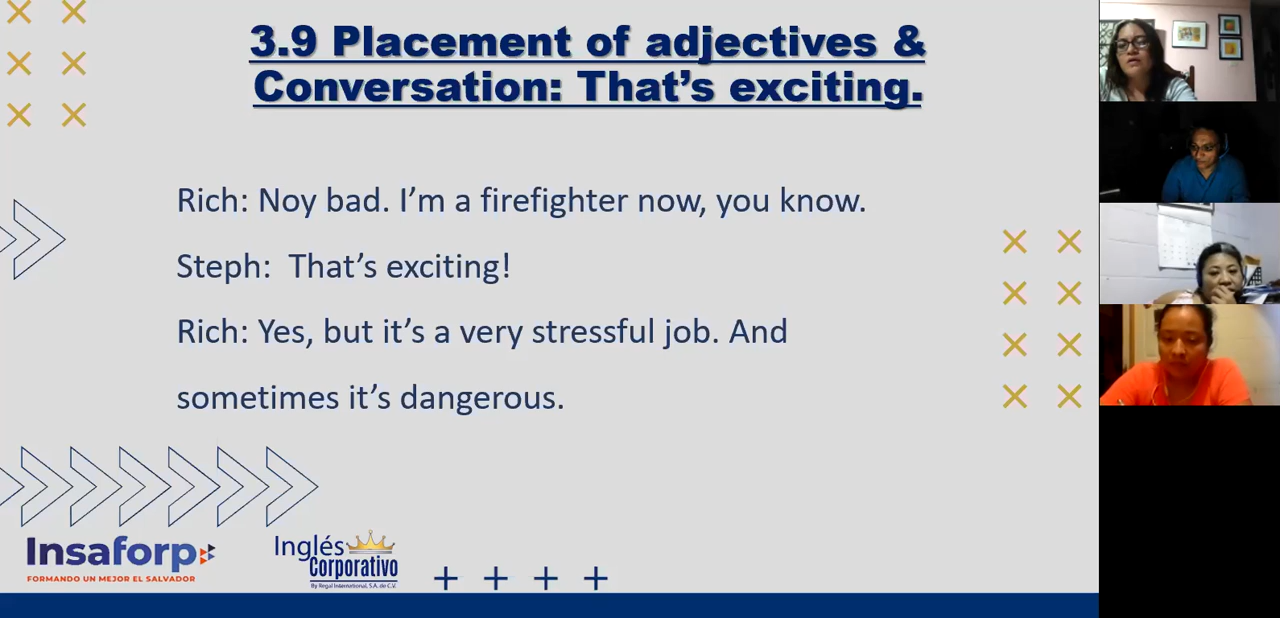 3.9 Placement of adjectives &
Conversation: That's exciting.
Rich: Noy bad. I'm a firefighter now, you know.
Steph: That's exciting!
Rich: Yes, but it's a very stressful job. And
sometimes it's dangerous.
Insaforp
FORMANDO UN MEJOR EL SALVADOR
Inglés
Corporativo
By Regal International, S.A. de C.V.